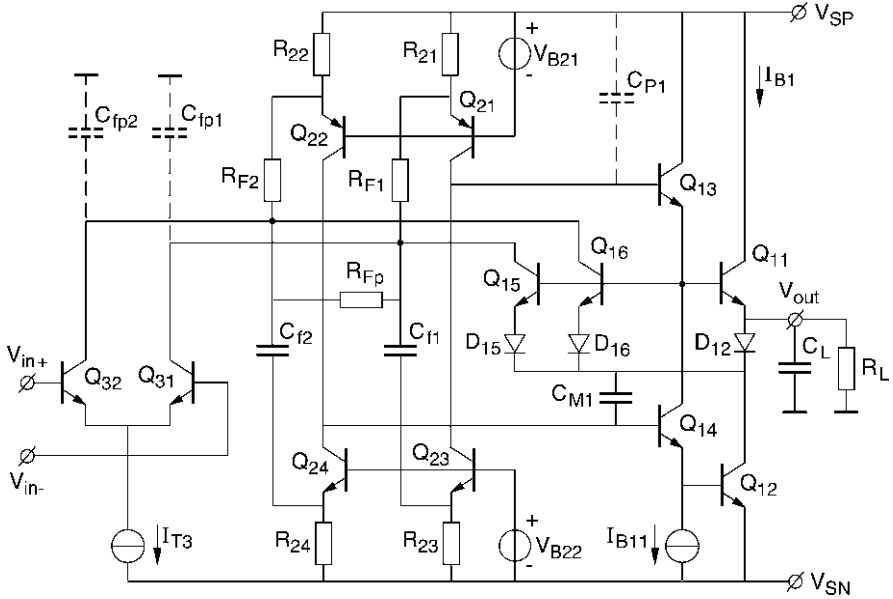 V_SP
R_22
R_21
V_B21
+
-
C_P1
I_B1
C_fp2
C_fp1
Q_22
Q_21
R_F2
R_F1
Q_13
Q_16
Q_15
Q_11
R_Fp
V_out
C_f2
C_f1
D_15
D_16
D_12
C_L
R_L
V_in+
Q_32
Q_31
C_M1
Q_14
V_in-
Q_24
Q_23
Q_12
I_T3
R_24
R_23
+
-
V_B22
I_B11
V_SN